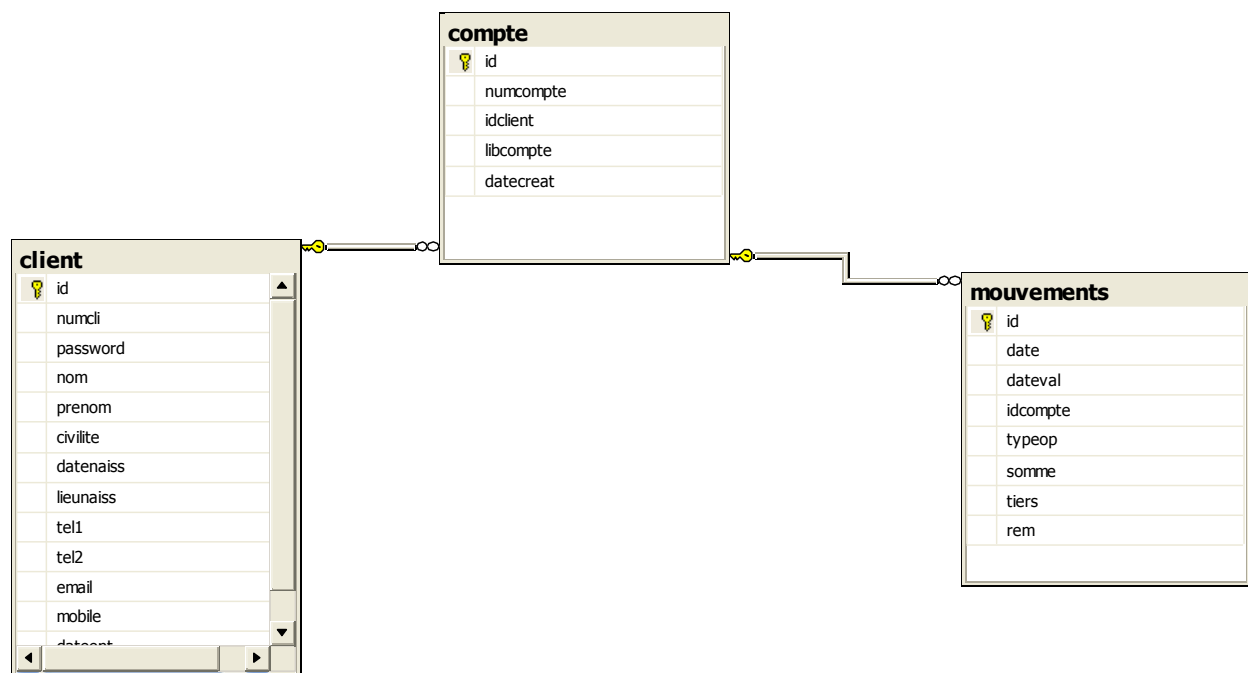 compte
id
numcompte
idclient
libcompte
datecreat
client
id
numcli
password
nom
prenom
civilite
datenaiss
lieunaiss
tel1
tel2
email
mobile
mouvements
id
date
dateval
idcompte
typeop
somme
tiers
rem